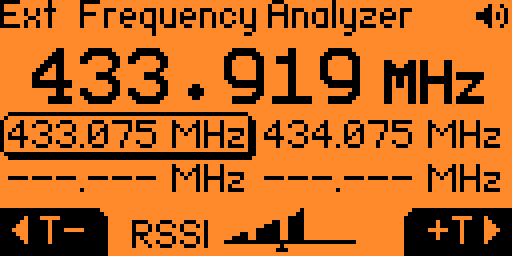 Ext Frequency Analyzer
433.919 MHz
433.075 MHz 434.075 MHz
---.--- MHz ---.--- MHz
T- RSSI +T